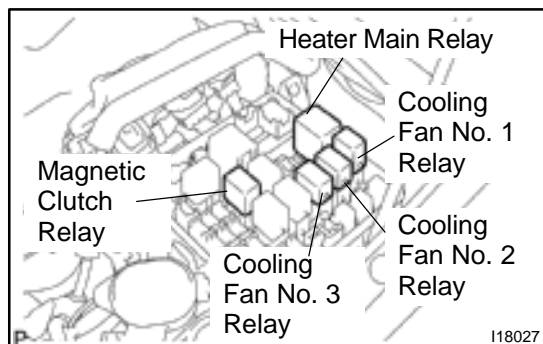 Heater Main Relay
Cooling
Fan No. 1
Relay
Magnetic
Clutch
Relay
Cooling
Fan No. 2
Relay
Cooling
Fan No. 3
Relay
I18027